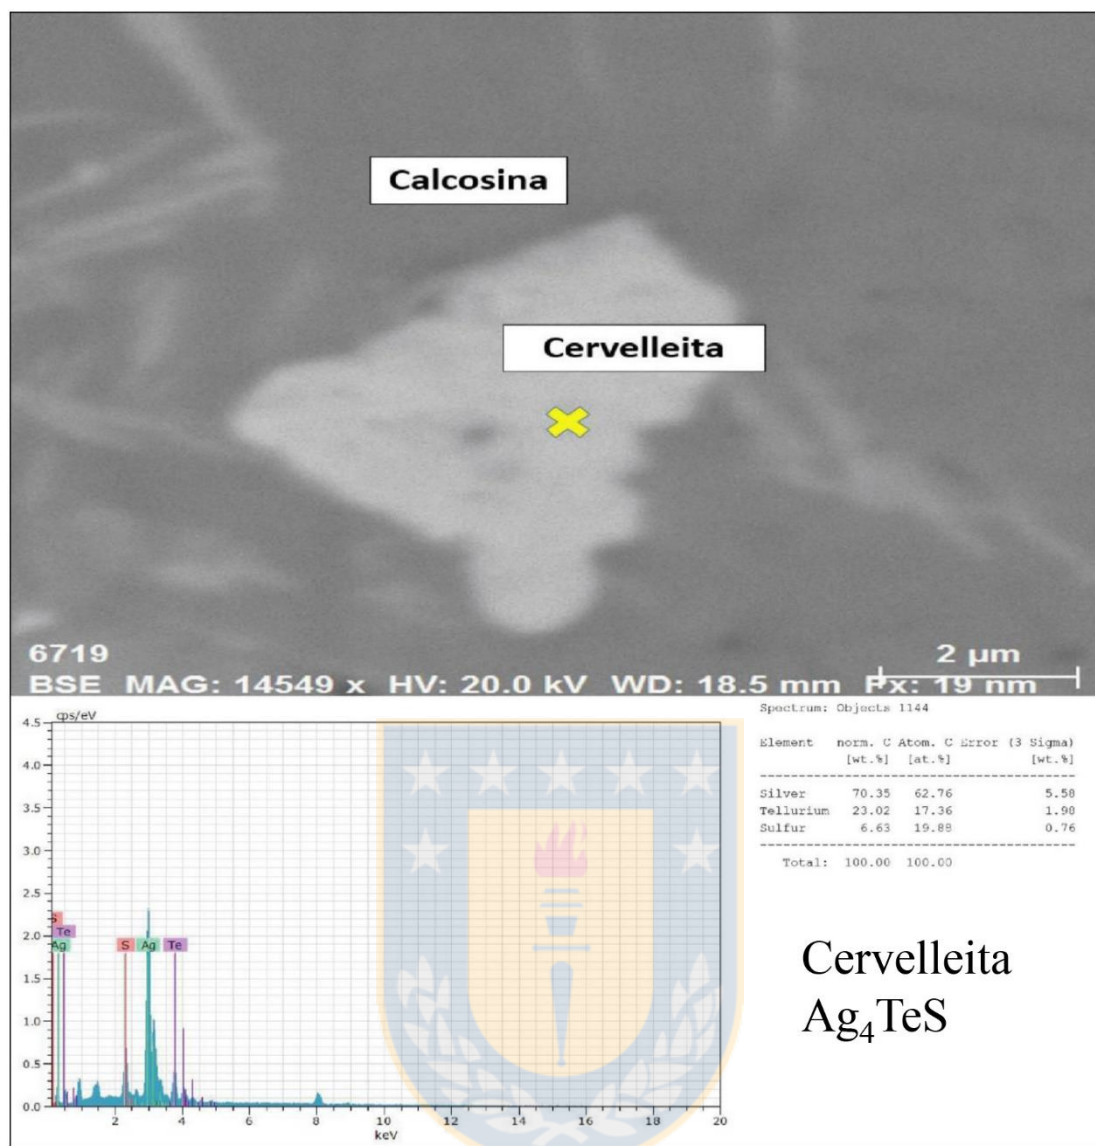 Calcosina
Cervelleita
6719
2 µm
BSE MAG: 14549 x HV: 20.0 kV WD: 18.5 mm Px: 19 nm
cps/eV
4.5
4.0
3.5
3.0
2.5
2.0
1.5
1.0
0.5
0.0
S
Te
Ag
S Ag Te
2 4 6 8 10 12 14 16 18 20
keV
Spectrum: Objects 1144
Element norm. C Atom. C Error (3 Sigma)
[wt.%] [at.%] [wt.%]
Silver 70.35 62.76 5.58
Tellurium 23.02 17.36 1.98
Sulfur 6.63 19.88 0.76
Total: 100.00 100.00
Cervelleita
Ag₄TeS